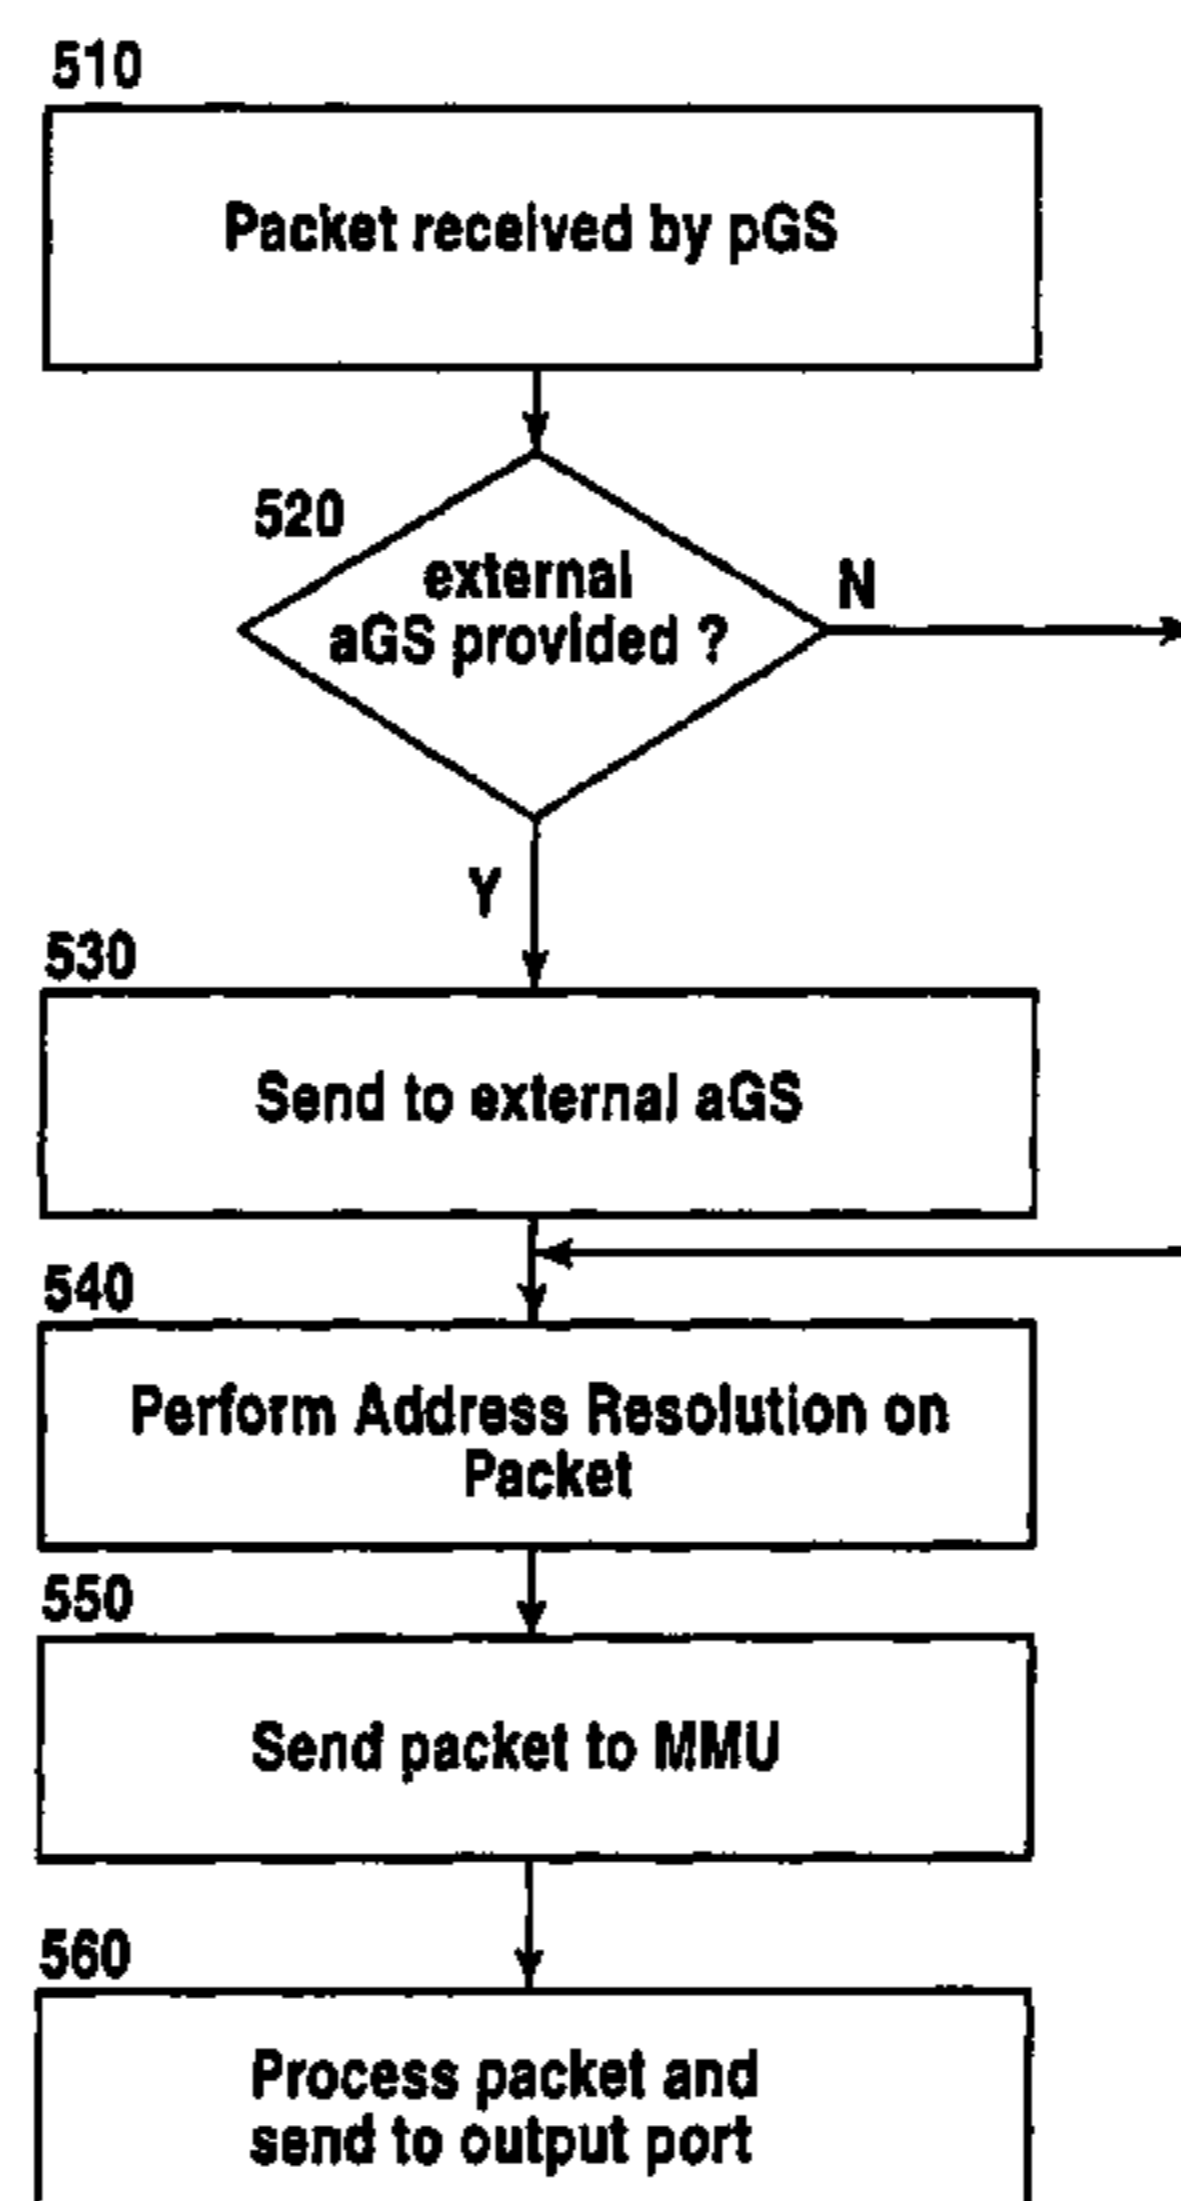 510
Packet received by pGS
520
external
aGS provided ?
N
Y
530
Send to external aGS
540
Perform Address Resolution on
Packet
550
Send packet to MMU
560
Process packet and
send to output port